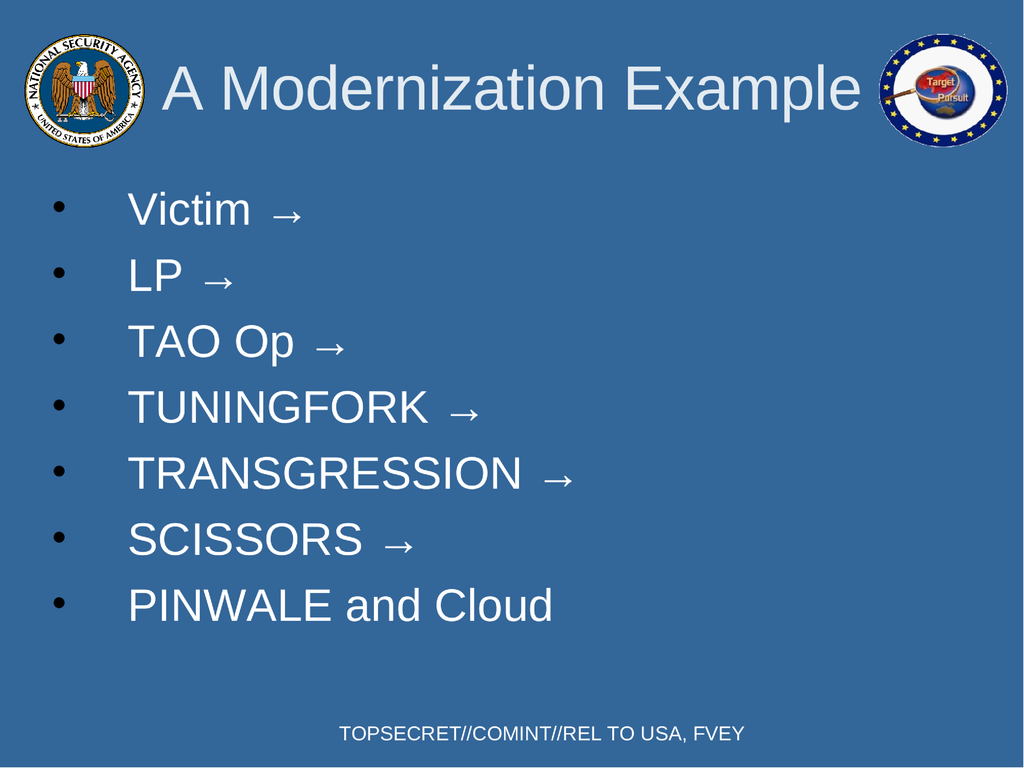 NATIONAL SECURITY AGENCY
UNITED STATES OF AMERICA
A Modernization Example
Target
Pursuit
• Victim →
• LP →
• TAO Op →
• TUNINGFORK →
• TRANSGRESSION →
• SCISSORS →
• PINWALE and Cloud
TOPSECRET//COMINT//REL TO USA, FVEY